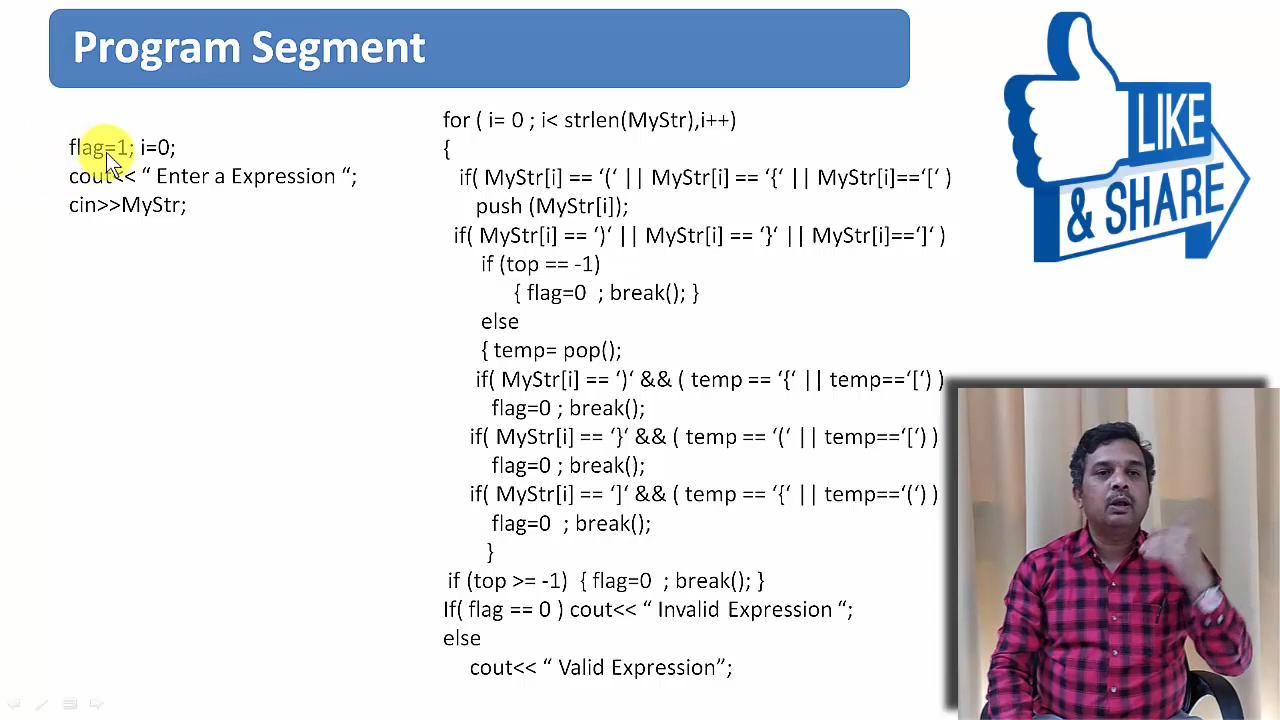 Program Segment
flag=1; i=0;
cout<< “ Enter a Expression “;
cin>>MyStr;
for ( i= 0 ; i< strlen(MyStr),i++)
{
if( MyStr[i] == ‘(‘ || MyStr[i] == ‘{‘ || MyStr[i]==‘[‘ )
push (MyStr[i]);
if( MyStr[i] == ‘)‘ || MyStr[i] == ‘}‘ || MyStr[i]==‘]‘ )
if (top == -1)
{ flag=0 ; break(); }
else
{ temp= pop();
if( MyStr[i] == ‘)‘ && ( temp == ‘{‘ || temp==‘[‘) )
flag=0 ; break();
if( MyStr[i] == ‘}‘ && ( temp == ‘(‘ || temp==‘[‘) )
flag=0 ; break();
if( MyStr[i] == ‘]‘ && ( temp == ‘{‘ || temp==‘(‘) )
flag=0 ; break();
}
if (top >= -1) { flag=0 ; break(); }
If( flag == 0 ) cout<< “ Invalid Expression “;
else
cout<< “ Valid Expression”;
LIKE
& SHARE